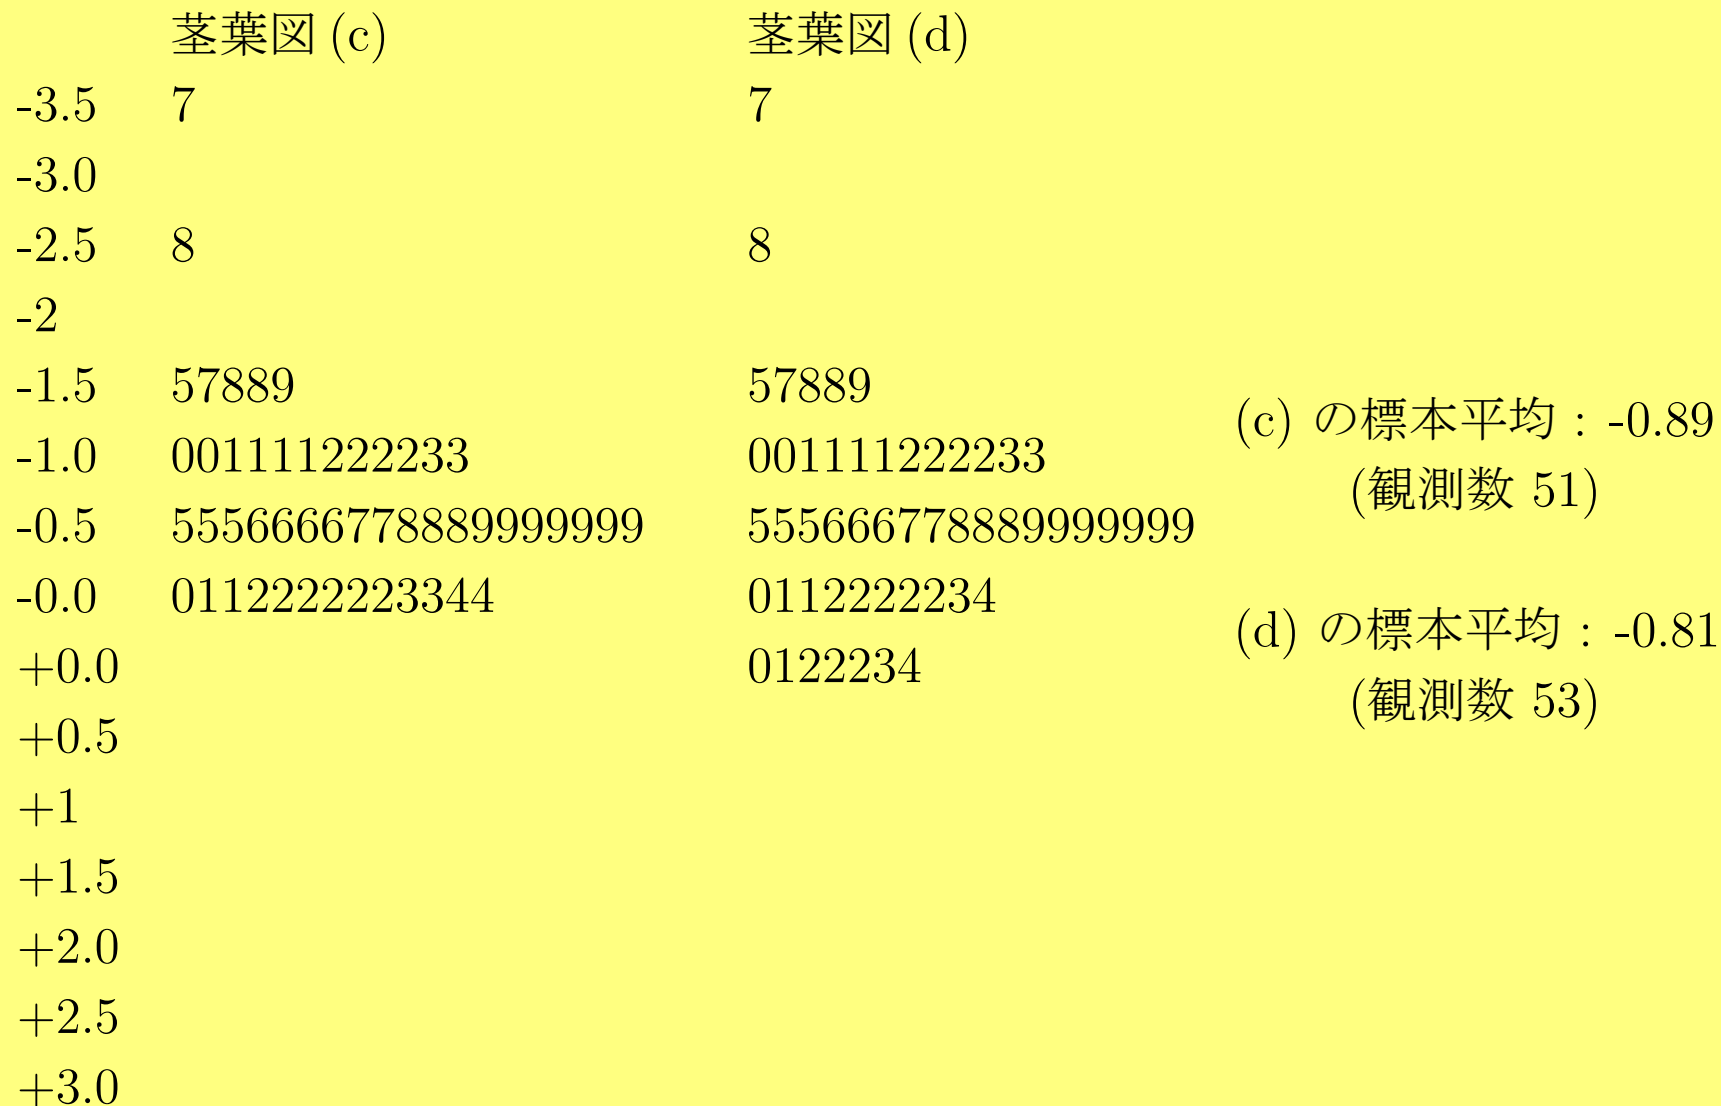 茎葉図 (c) 茎葉図 (d)
-3.5 7 7
-3.0
-2.5 8 8
-2
-1.5 57889 57889
-1.0 001111222233 001111222233
-0.5 5556666778889999999 555666778889999999
-0.0 0112222223344 0112222234
+0.0 0122234
+0.5
+1
+1.5
+2.0
+2.5
+3.0
(c) の標本平均 : -0.89
(観測数 51)
(d) の標本平均 : -0.81
(観測数 53)